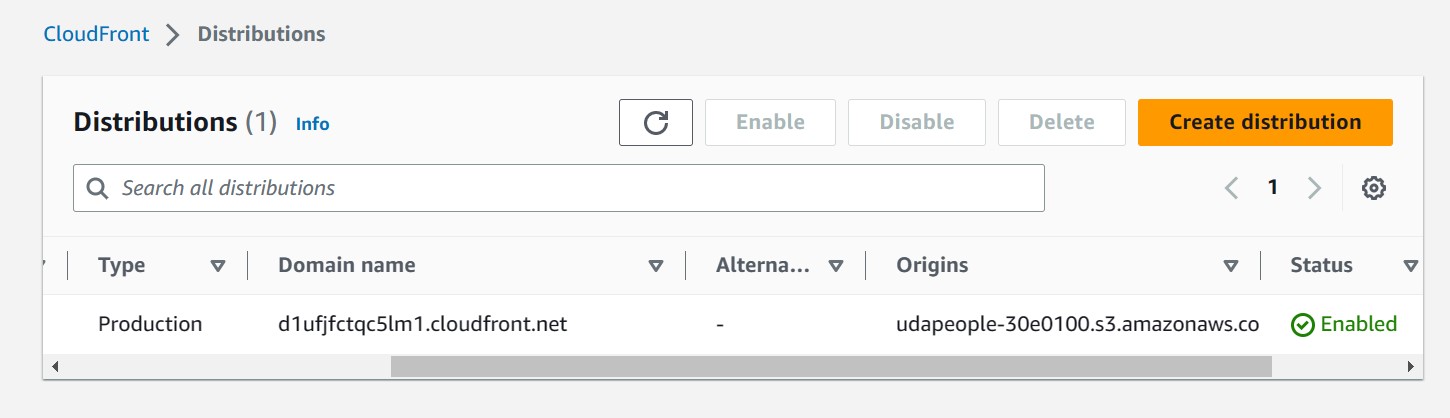 CloudFront > Distributions
Distributions (1) Info Enable Disable Delete Create distribution
Search all distributions 1
Type Domain name Alterna... Origins Status
Production d1ufjfctqc5lm1.cloudfront.net - udapeople-30e0100.s3.amazonaws.co Enabled